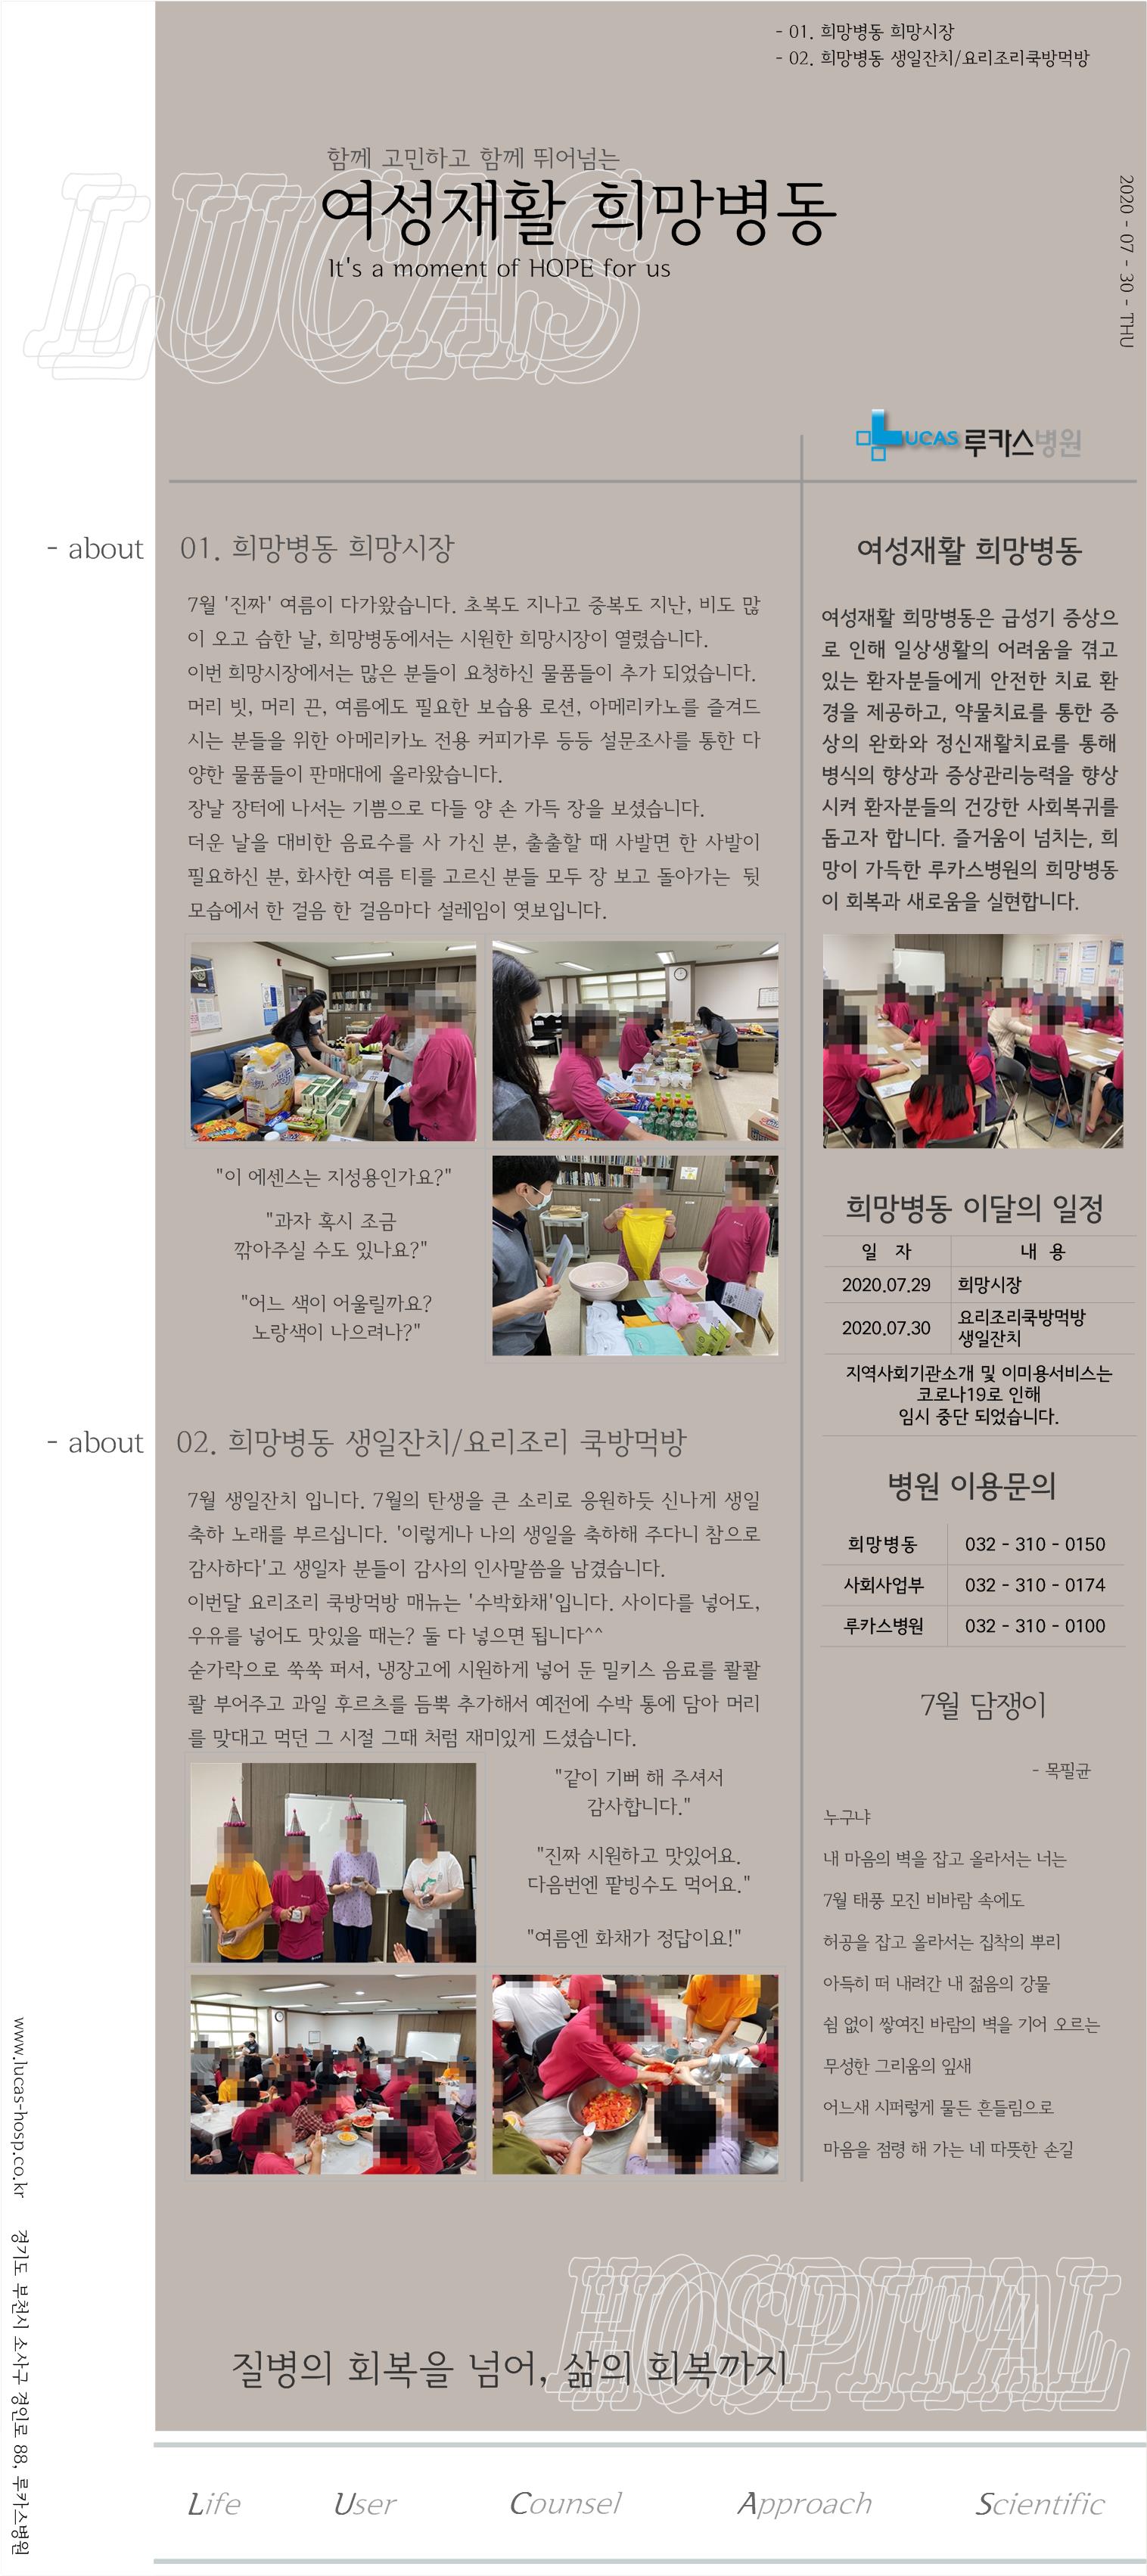 - 01. 희망병동 희망시장
- 02. 희망병동 생일잔치/요리조리쿡방먹방
함께 고민하고 함께 뛰어넘는
LUCAS
여성재활 희망병동
It's a moment of HOPE for us
2020 - 07 - 30 - THU
LUCAS 루카스병원
- about
01. 희망병동 희망시장
7월 '진짜' 여름이 다가왔습니다. 초복도 지나고 중복도 지난, 비도 많
이 오고 습한 날, 희망병동에서는 시원한 희망시장이 열렸습니다.
이번 희망시장에서는 많은 분들이 요청하신 물품들이 추가 되었습니다.
머리 빗, 머리 끈, 여름에도 필요한 보습용 로션, 아메리카노를 즐겨드
시는 분들을 위한 아메리카노 전용 커피가루 등등 설문조사를 통한 다
양한 물품들이 판매대에 올라왔습니다.
장날 장터에 나서는 기쁨으로 다들 양 손 가득 장을 보셨습니다.
더운 날을 대비한 음료수를 사 가신 분, 출출할 때 사발면 한 사발이
필요하신 분, 화사한 여름 티를 고르신 분들 모두 장 보고 돌아가는 뒷
모습에서 한 걸음 한 걸음마다 설레임이 엿보입니다.
"이 에센스는 지성용인가요?"
"과자 혹시 조금
깎아주실 수도 있나요?"
"어느 색이 어울릴까요?
노랑색이 나으려나?"
- about
02. 희망병동 생일잔치/요리조리 쿡방먹방
7월 생일잔치 입니다. 7월의 탄생을 큰 소리로 응원하듯 신나게 생일
축하 노래를 부르십니다. '이렇게나 나의 생일을 축하해 주다니 참으로
감사하다'고 생일자 분들이 감사의 인사말씀을 남겼습니다.
이번달 요리조리 쿡방먹방 매뉴는 '수박화채'입니다. 사이다를 넣어도,
우유를 넣어도 맛있을 때는? 둘 다 넣으면 됩니다^^
숟가락으로 쑥쑥 퍼서, 냉장고에 시원하게 넣어 둔 밀키스 음료를 콸콸
콸 부어주고 과일 후르츠를 듬뿍 추가해서 예전에 수박 통에 담아 머리
를 맞대고 먹던 그 시절 그때 처럼 재미있게 드셨습니다.
"같이 기뻐 해 주셔서
감사합니다."
"진짜 시원하고 맛있어요.
다음번엔 팥빙수도 먹어요."
"여름엔 화채가 정답이요!"
여성재활 희망병동
여성재활 희망병동은 급성기 증상으
로 인해 일상생활의 어려움을 겪고
있는 환자분들에게 안전한 치료 환
경을 제공하고, 약물치료를 통한 증
상의 완화와 정신재활치료를 통해
병식의 향상과 증상관리능력을 향상
시켜 환자분들의 건강한 사회복귀를
돕고자 합니다. 즐거움이 넘치는, 희
망이 가득한 루카스병원의 희망병동
이 회복과 새로움을 실현합니다.
희망병동 이달의 일정
일 자 내 용
2020.07.29 희망시장
2020.07.30 요리조리쿡방먹방
생일잔치
지역사회기관소개 및 이미용서비스는
코로나19로 인해
임시 중단 되었습니다.
병원 이용문의
희망병동 032 - 310 - 0150
사회사업부 032 - 310 - 0174
루카스병원 032 - 310 - 0100
7월 담쟁이
- 목필균
누구냐
내 마음의 벽을 잡고 올라서는 너는
7월 태풍 모진 비바람 속에도
허공을 잡고 올라서는 집착의 뿌리
아득히 떠 내려간 내 젊음의 강물
쉼 없이 쌓여진 바람의 벽을 기어 오르는
무성한 그리움의 잎새
어느새 시퍼렇게 물든 흔들림으로
마음을 점령 해 가는 네 따뜻한 손길
www.lucas-hosp.co.kr 경기도 부천시 소사구 경인로 88, 루카스병원
HOSPITAL
질병의 회복을 넘어, 삶의 회복까지
Life User Counsel Approach Scientific